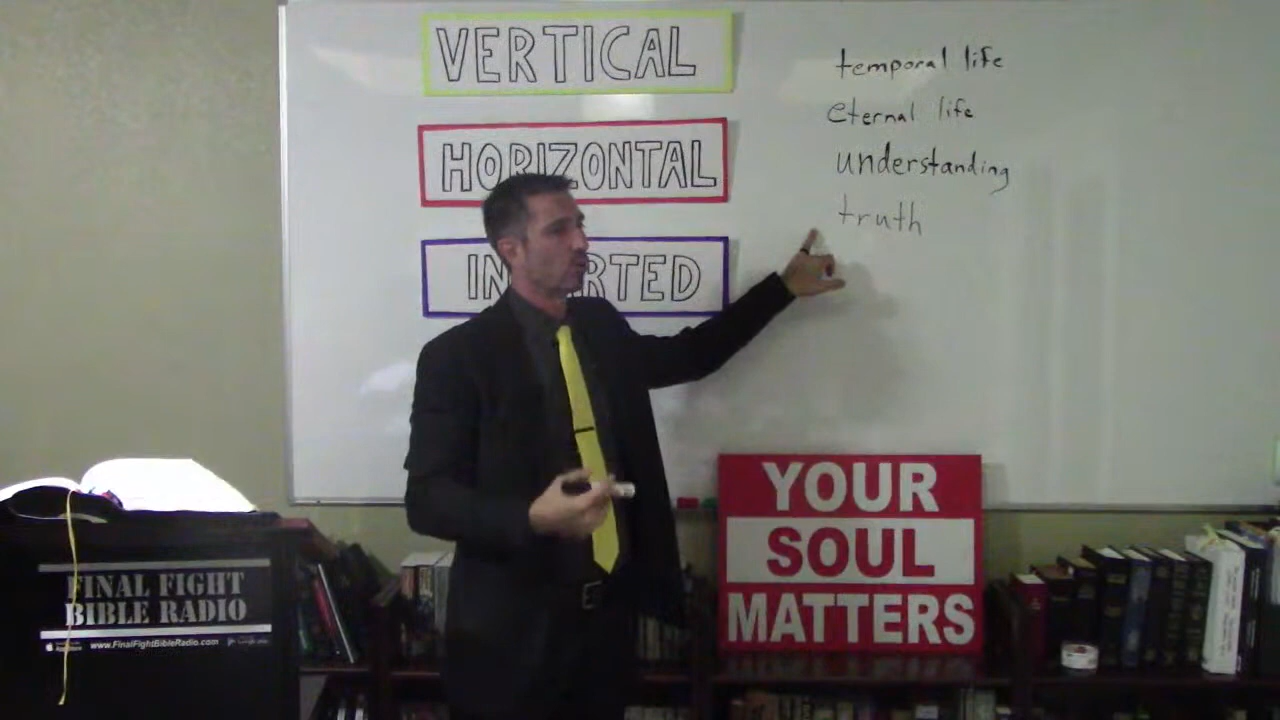 VERTICAL
HORIZONTAL
temporal life
eternal life
understanding
truth
YOUR
SOUL
MATTERS
FINAL FIGHT
BIBLE RADIO
www.FinalFightBibleRadio.com